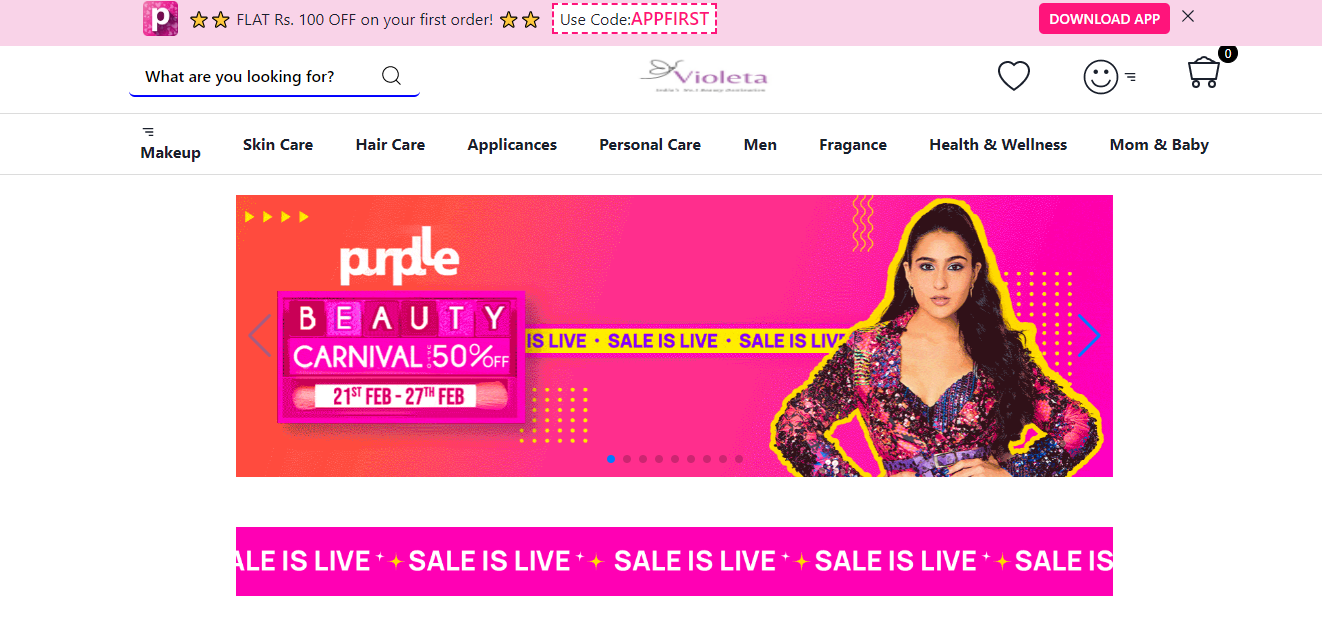 p FLAT Rs. 100 OFF on your first order! Use Code:APPFIRST DOWNLOAD APP
0
What are you looking for? Violeta
India's No.1 Beauty Destination
Makeup Skin Care Hair Care Applicances Personal Care Men Fragance Health & Wellness Mom & Baby
purplle
BEAUTY
CARNIVAL UPTO 50% OFF
21ST FEB - 27TH FEB
IS LIVE • SALE IS LIVE • SALE IS LIVE
ALE IS LIVE SALE IS LIVE SALE IS LIVE SALE IS LIVE SALE IS